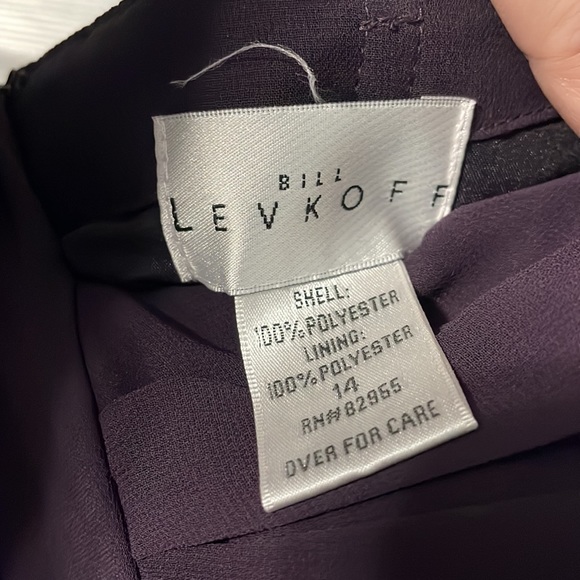 BILL
LEVKOFF
SHELL:
100% POLYESTER
LINING:
100% POLYESTER
14
RN# 82965
OVER FOR CARE